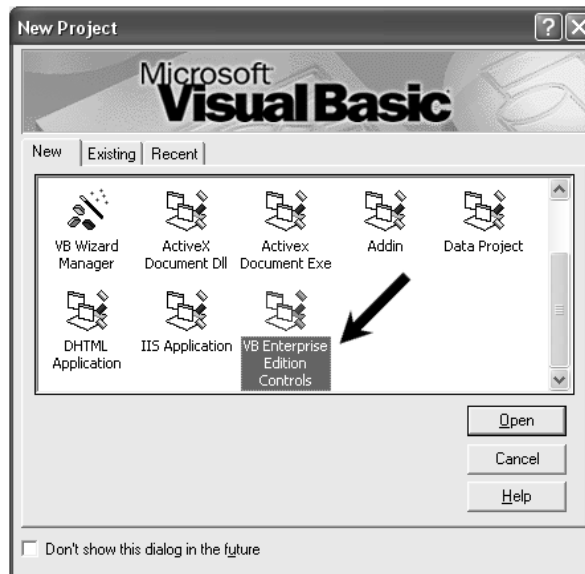 New Project
Microsoft
Visual Basic
New Existing Recent
VB Wizard Manager
ActiveX Document Dll
Activex Document Exe
Addin
Data Project
DHTML Application
IIS Application
VB Enterprise Edition Controls
Open
Cancel
Help
Don't show this dialog in the future